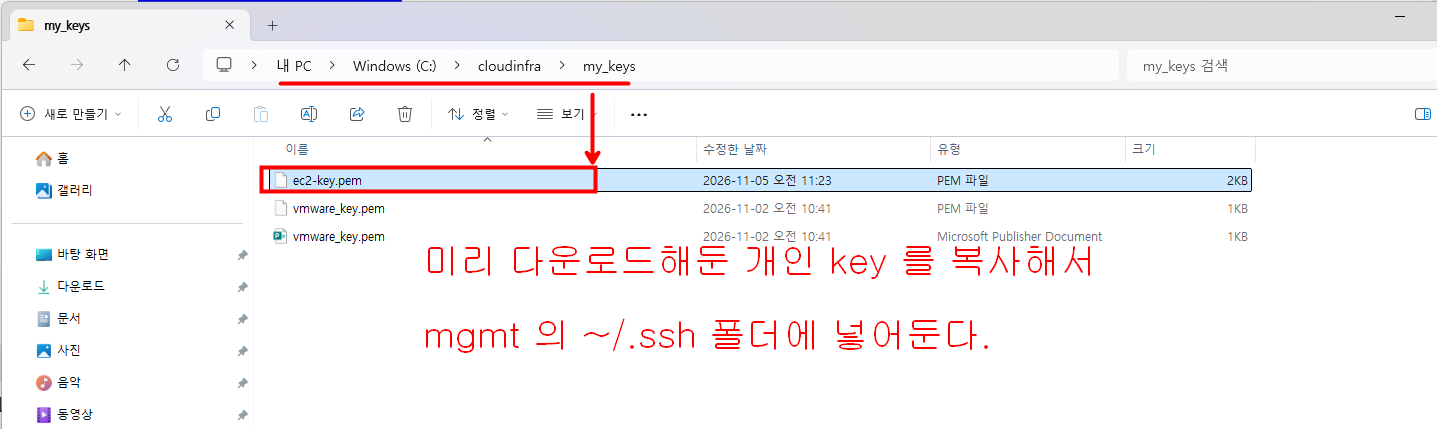 my_keys
내 PC > Windows (C:) > cloudinfra > my_keys
my_keys 검색
새로 만들기
정렬
보기
이름 수정한 날짜 유형 크기
ec2-key.pem 2026-11-05 오전 11:23 PEM 파일 2KB
vmware_key.pem 2026-11-02 오전 10:41 PEM 파일 1KB
vmware_key.pem 2026-11-02 오전 10:41 Microsoft Publisher Document 1KB
홈
갤러리
바탕 화면
다운로드
문서
사진
음악
동영상
미리 다운로드해둔 개인 key 를 복사해서
mgmt 의 ~/.ssh 폴더에 넣어둔다.